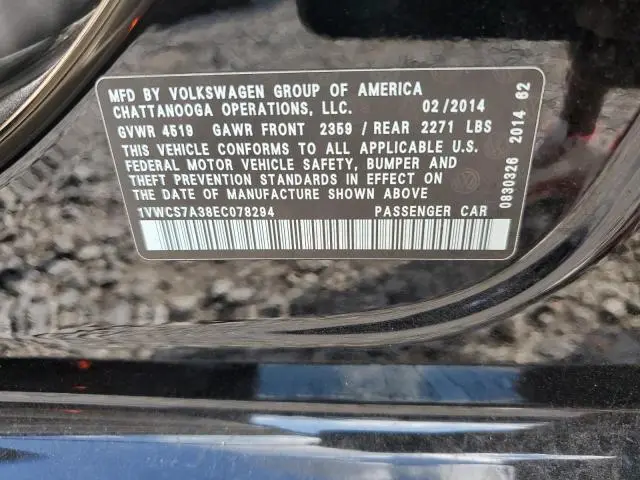 MFD BY VOLKSWAGEN GROUP OF AMERICA
CHATTANOOGA OPERATIONS, LLC. 02/2014
GVWR 4519 GAWR FRONT 2359 / REAR 2271 LBS
THIS VEHICLE CONFORMS TO ALL APPLICABLE U.S.
FEDERAL MOTOR VEHICLE SAFETY, BUMPER AND
THEFT PREVENTION STANDARDS IN EFFECT ON
THE DATE OF MANUFACTURE SHOWN ABOVE
1VWCS7A38EC078294 PASSENGER CAR
0830326 2014 62